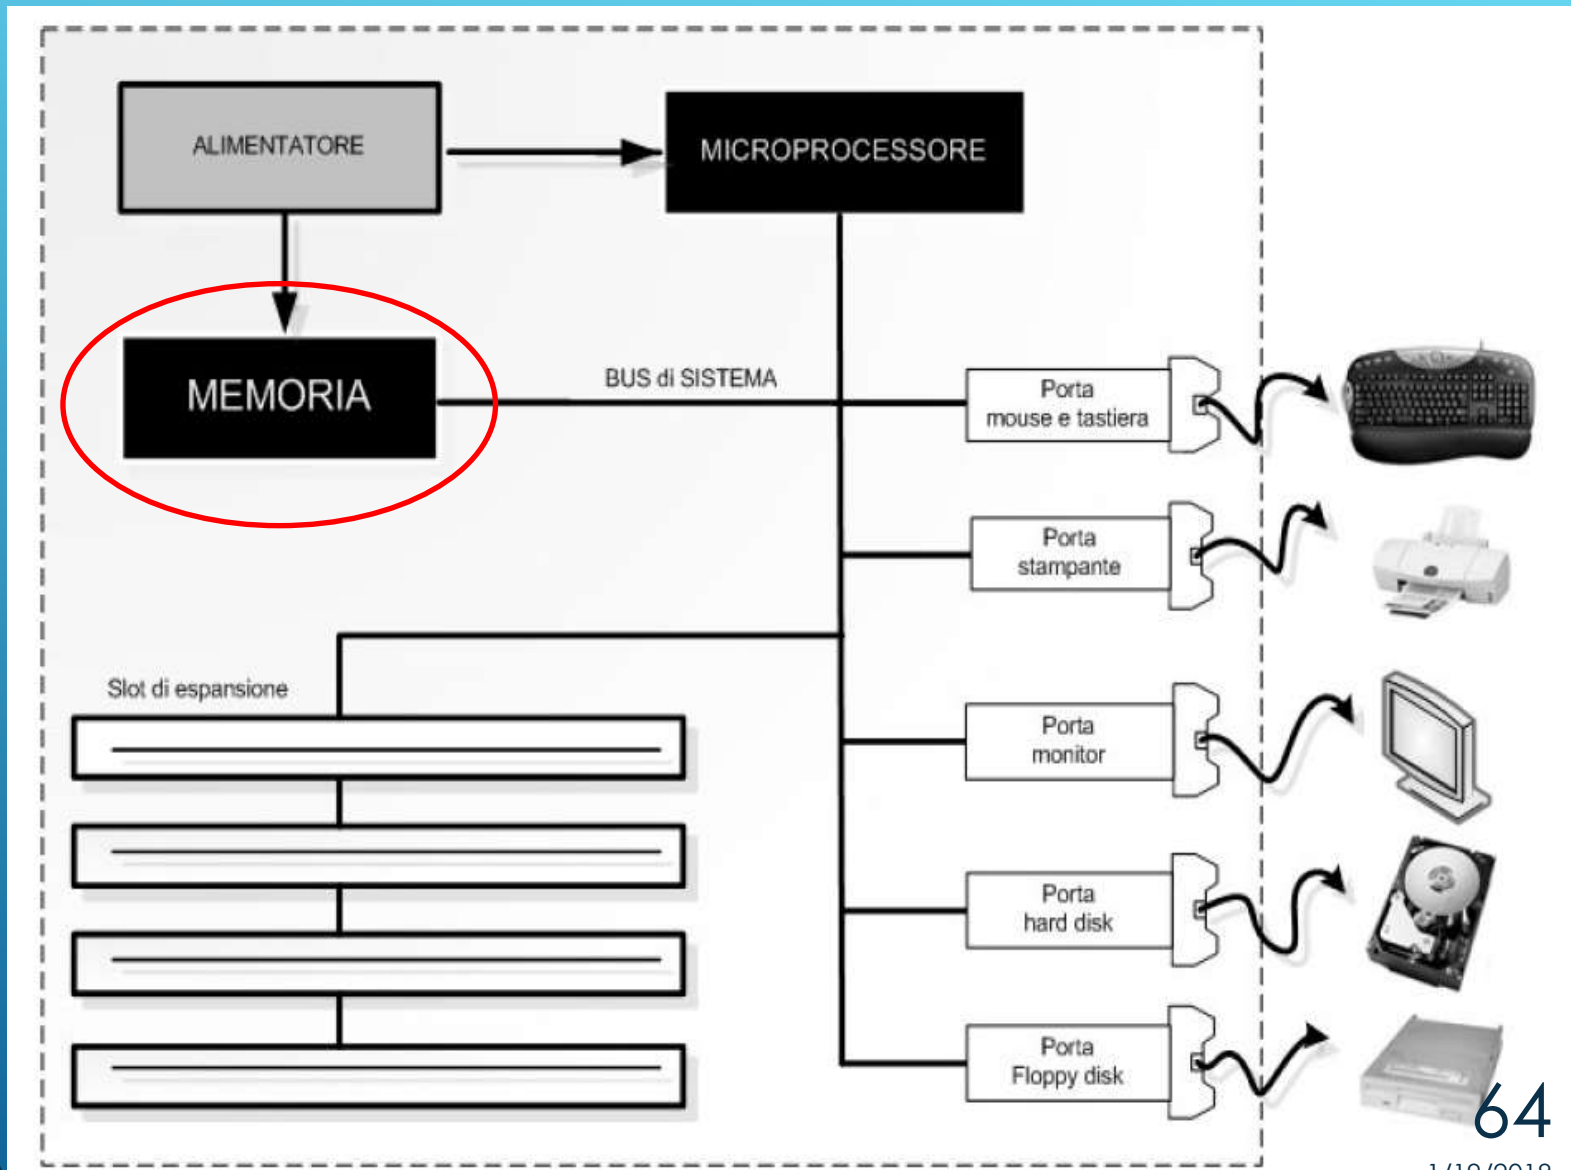 ALIMENTATORE
MICROPROCESSORE
MEMORIA
BUS di SISTEMA
Porta
mouse e tastiera
Porta
stampante
Slot di espansione
Porta
monitor
Porta
hard disk
Porta
Floppy disk
64